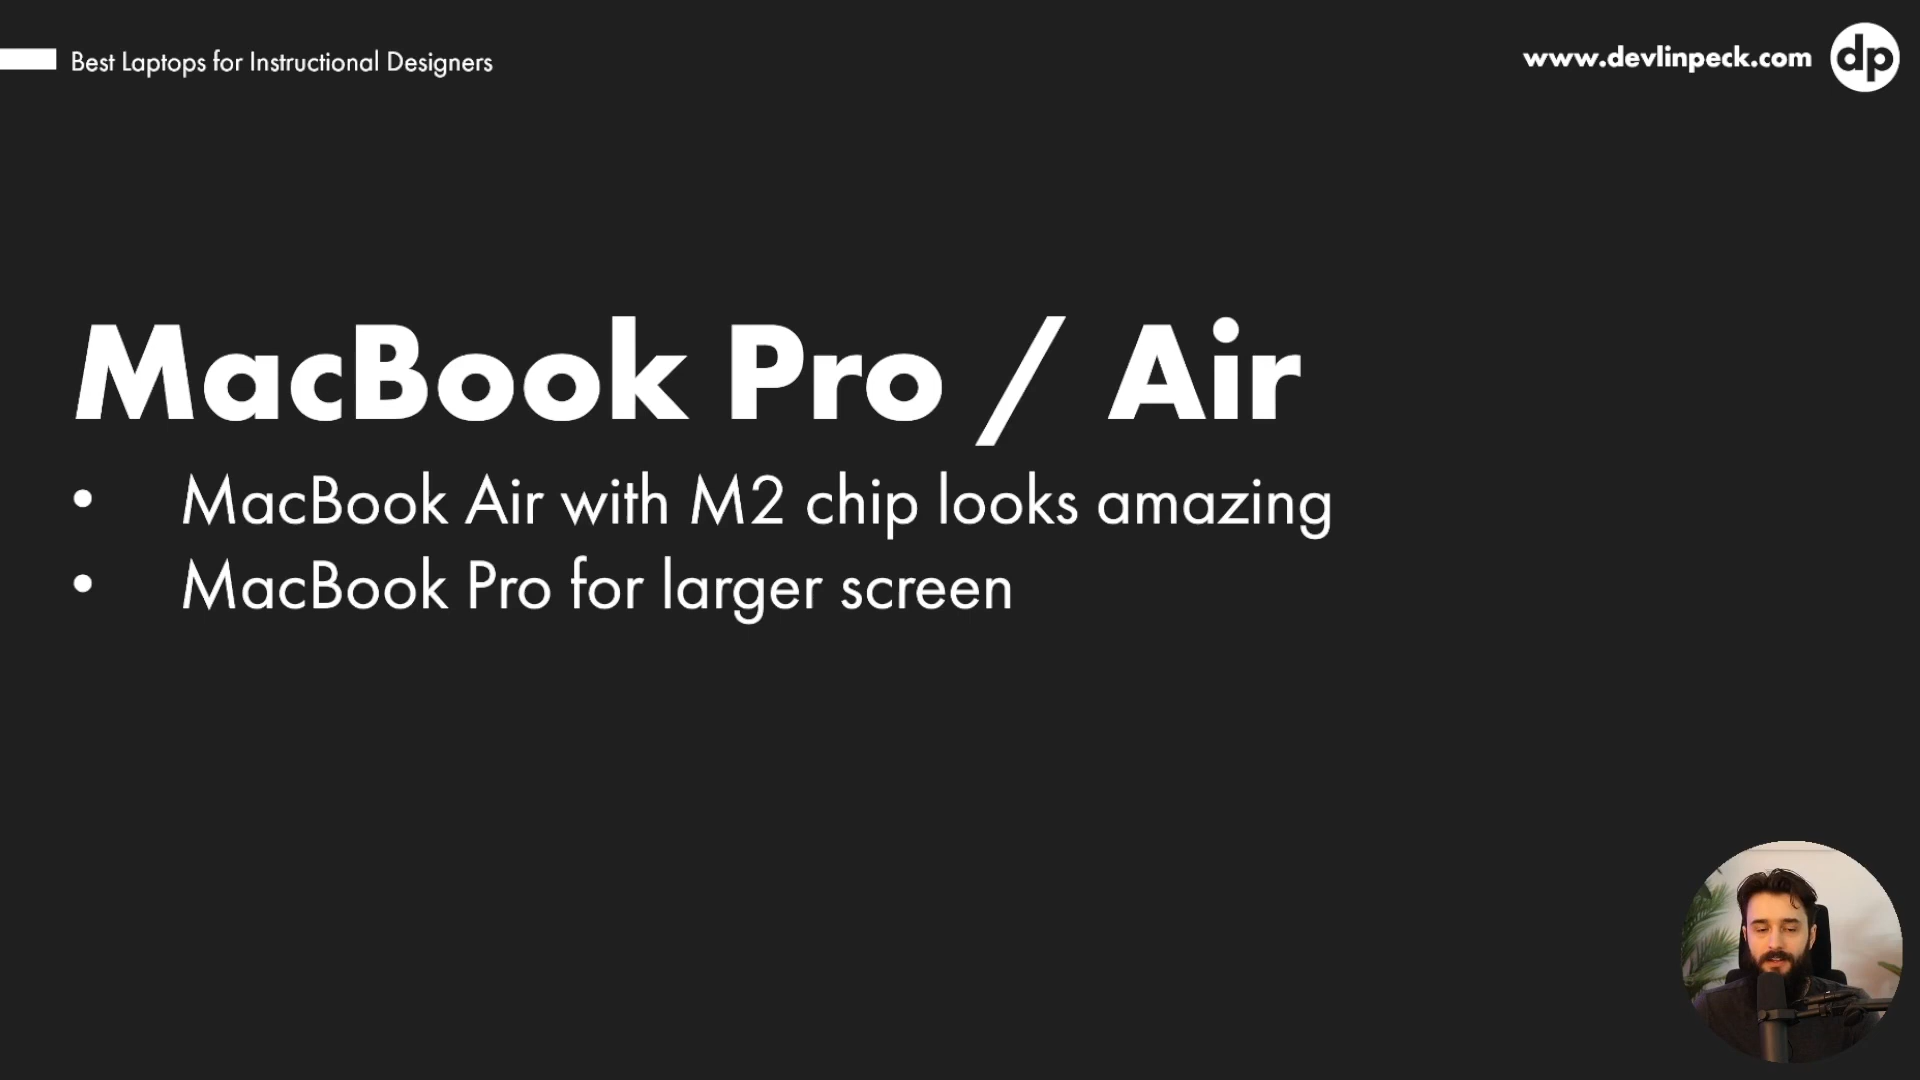 Best Laptops for Instructional Designers
www.devlinpeck.com
dp
MacBook Pro / Air
• MacBook Air with M2 chip looks amazing
• MacBook Pro for larger screen